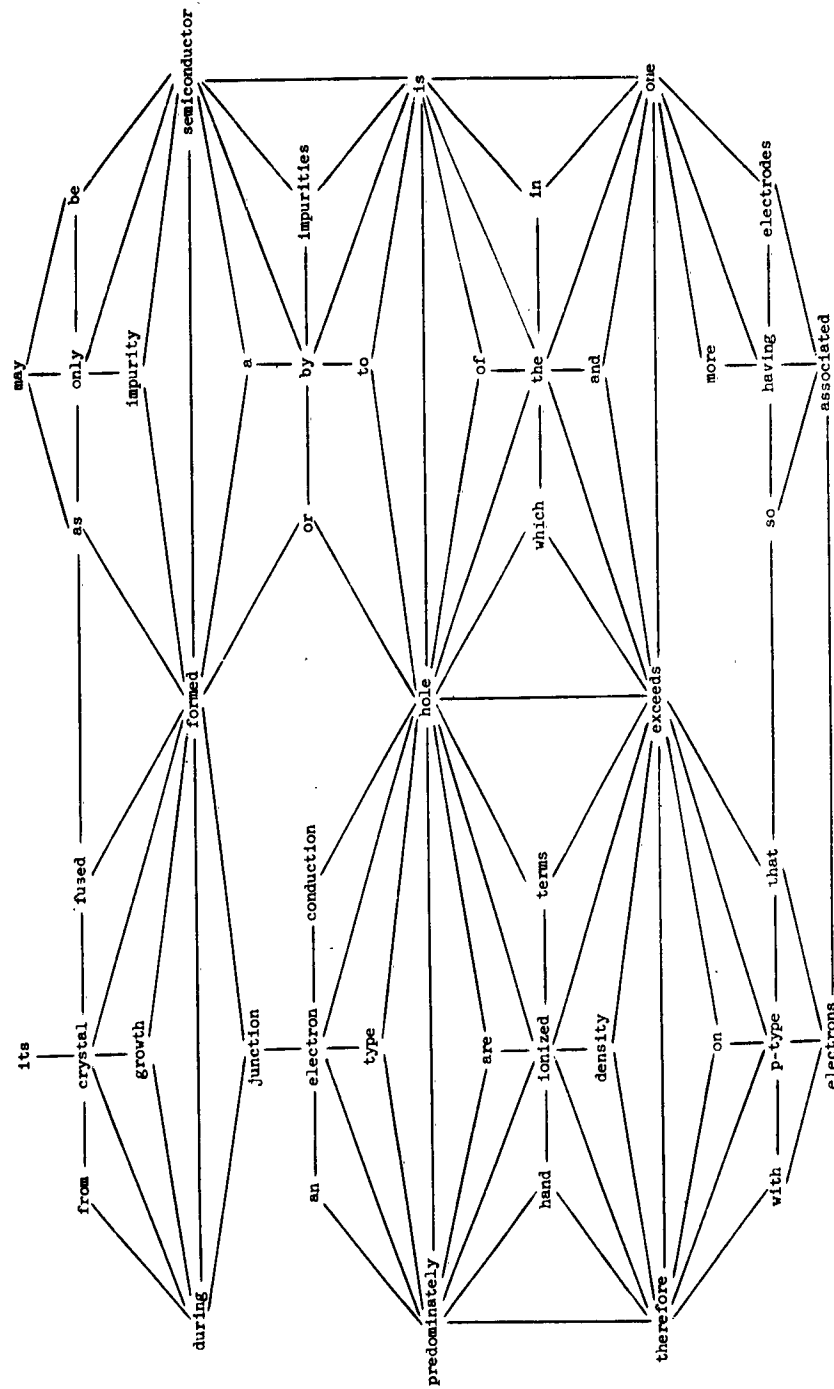 its may
from crystal fused as only be
growth impurity
during formed semiconductor
junction a
an electron conduction or by impurities
type to
predominately hole is
are of
hand ionized terms which the in
density and
therefore exceeds one
on more
with p-type that so having electrodes
electrons associated